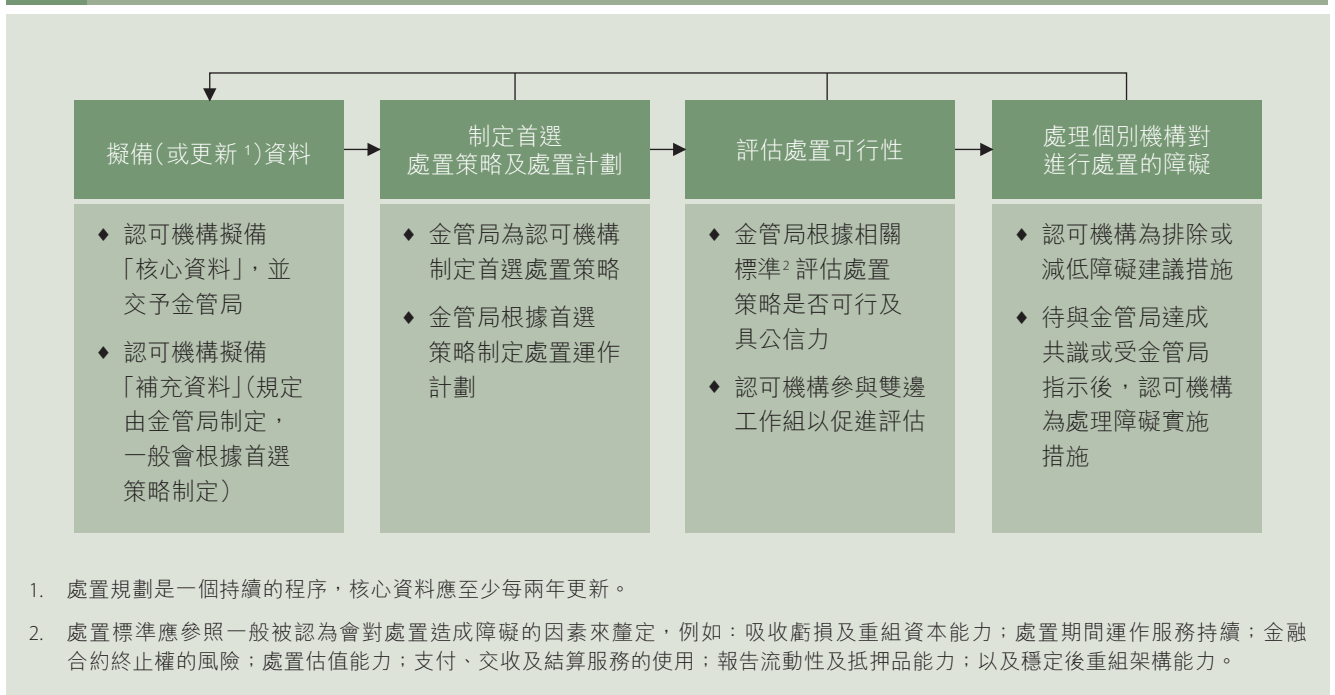 擬備(或更新¹)資料
認可機構擬備
「核心資料」，並
交予金管局
認可機構擬備
「補充資料」(規定
由金管局制定，
一般會根據首選
策略制定)
制定首選
處置策略及處置計劃
金管局為認可機構
制定首選處置策略
金管局根據首選
策略制定處置運作
計劃
評估處置可行性
金管局根據相關
標準² 評估處置
策略是否可行及
具公信力
認可機構參與雙邊
工作組以促進評估
處理個別機構對
進行處置的障礙
認可機構為排除或
減低障礙建議措施
待與金管局達成
共識或受金管局
指示後，認可機構
為處理障礙實施
措施
1. 處置規劃是一個持續的程序，核心資料應至少每兩年更新。
2. 處置標準應參照一般被認為會對處置造成障礙的因素來釐定，例如：吸收虧損及重組資本能力；處置期間運作服務持續；金融
合約終止權的風險；處置估值能力；支付、交收及結算服務的使用；報告流動性及抵押品能力；以及穩定後重組架構能力。